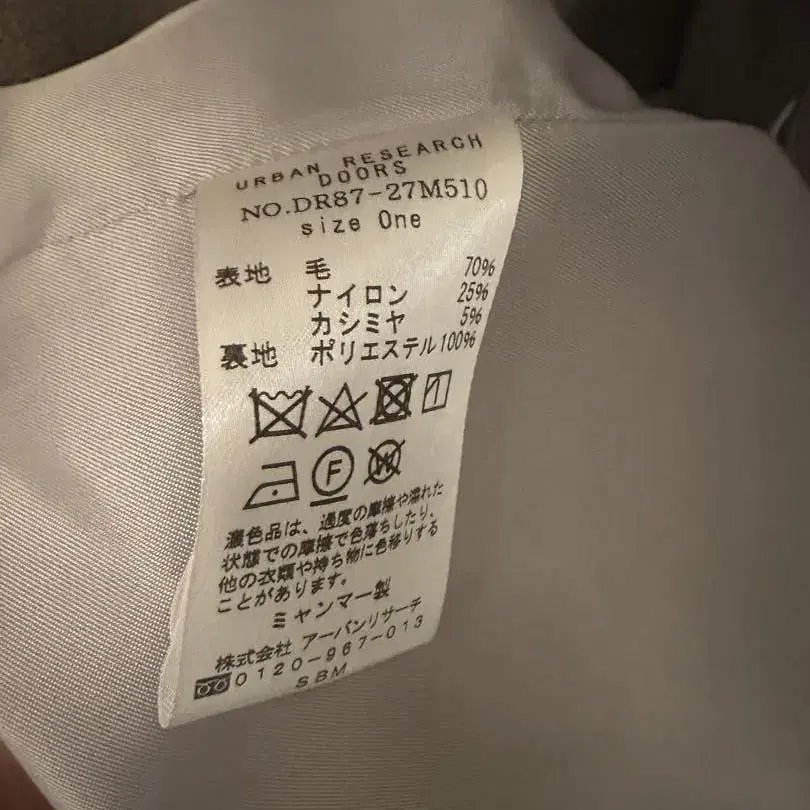 URBAN RESEARCH
DOORS
NO.DR87-27M510
size One
表地 毛 70%
ナイロン 25%
カシミヤ 5%
裏地 ポリエステル 100%
F
W
濃色品は、過度の摩擦や濡れた
状態での摩擦で色落ちしたり、
他の衣類や持ち物に色移りする
ことがあります。
ミャンマー製
株式会社 アーバンリサーチ
0120-967-013
SBM